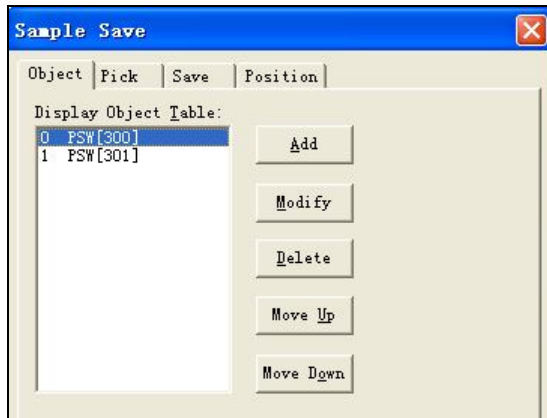 Sample Save
Object Pick Save Position
Display Object Table:
0 PSW[300]
1 PSW[301]
Add
Modify
Delete
Move Up
Move Down